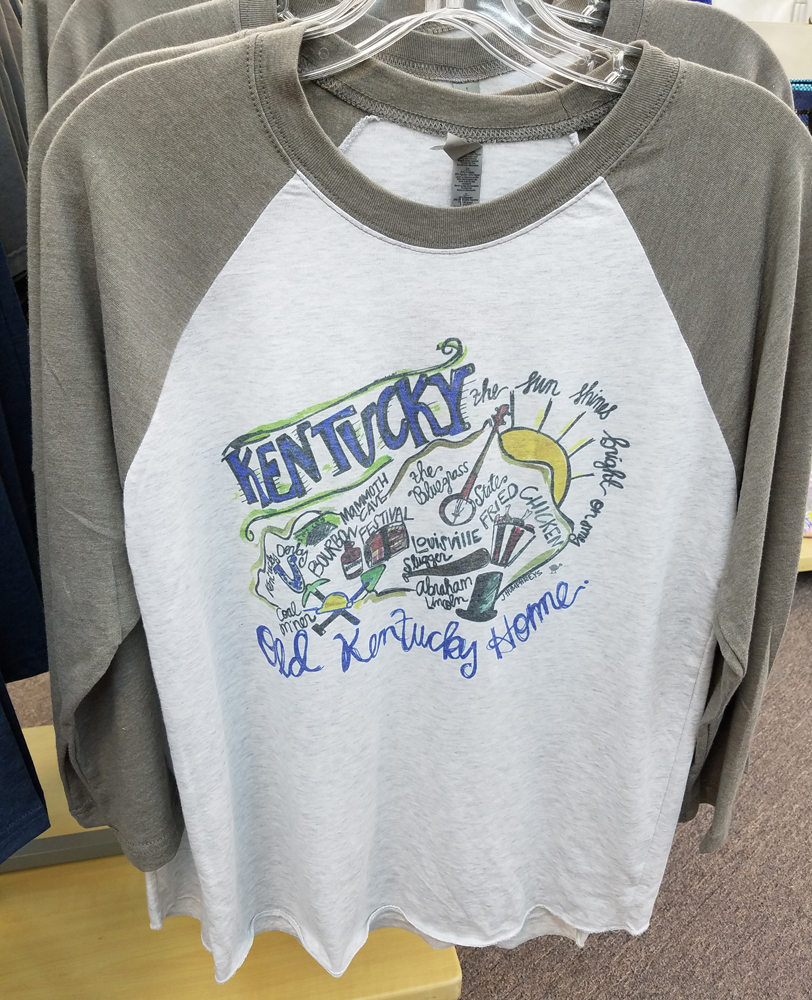 KENTUCKY
the sun shines bright on my
Old Kentucky Home.
the
Bluegrass
State
FRIED
CHICKEN
MAMMOTH
CAVE
BOURBON
FESTIVAL
Kentucky
Derby
LOUISVILLE
Slugger
Abraham
Lincoln
Coal
Miner